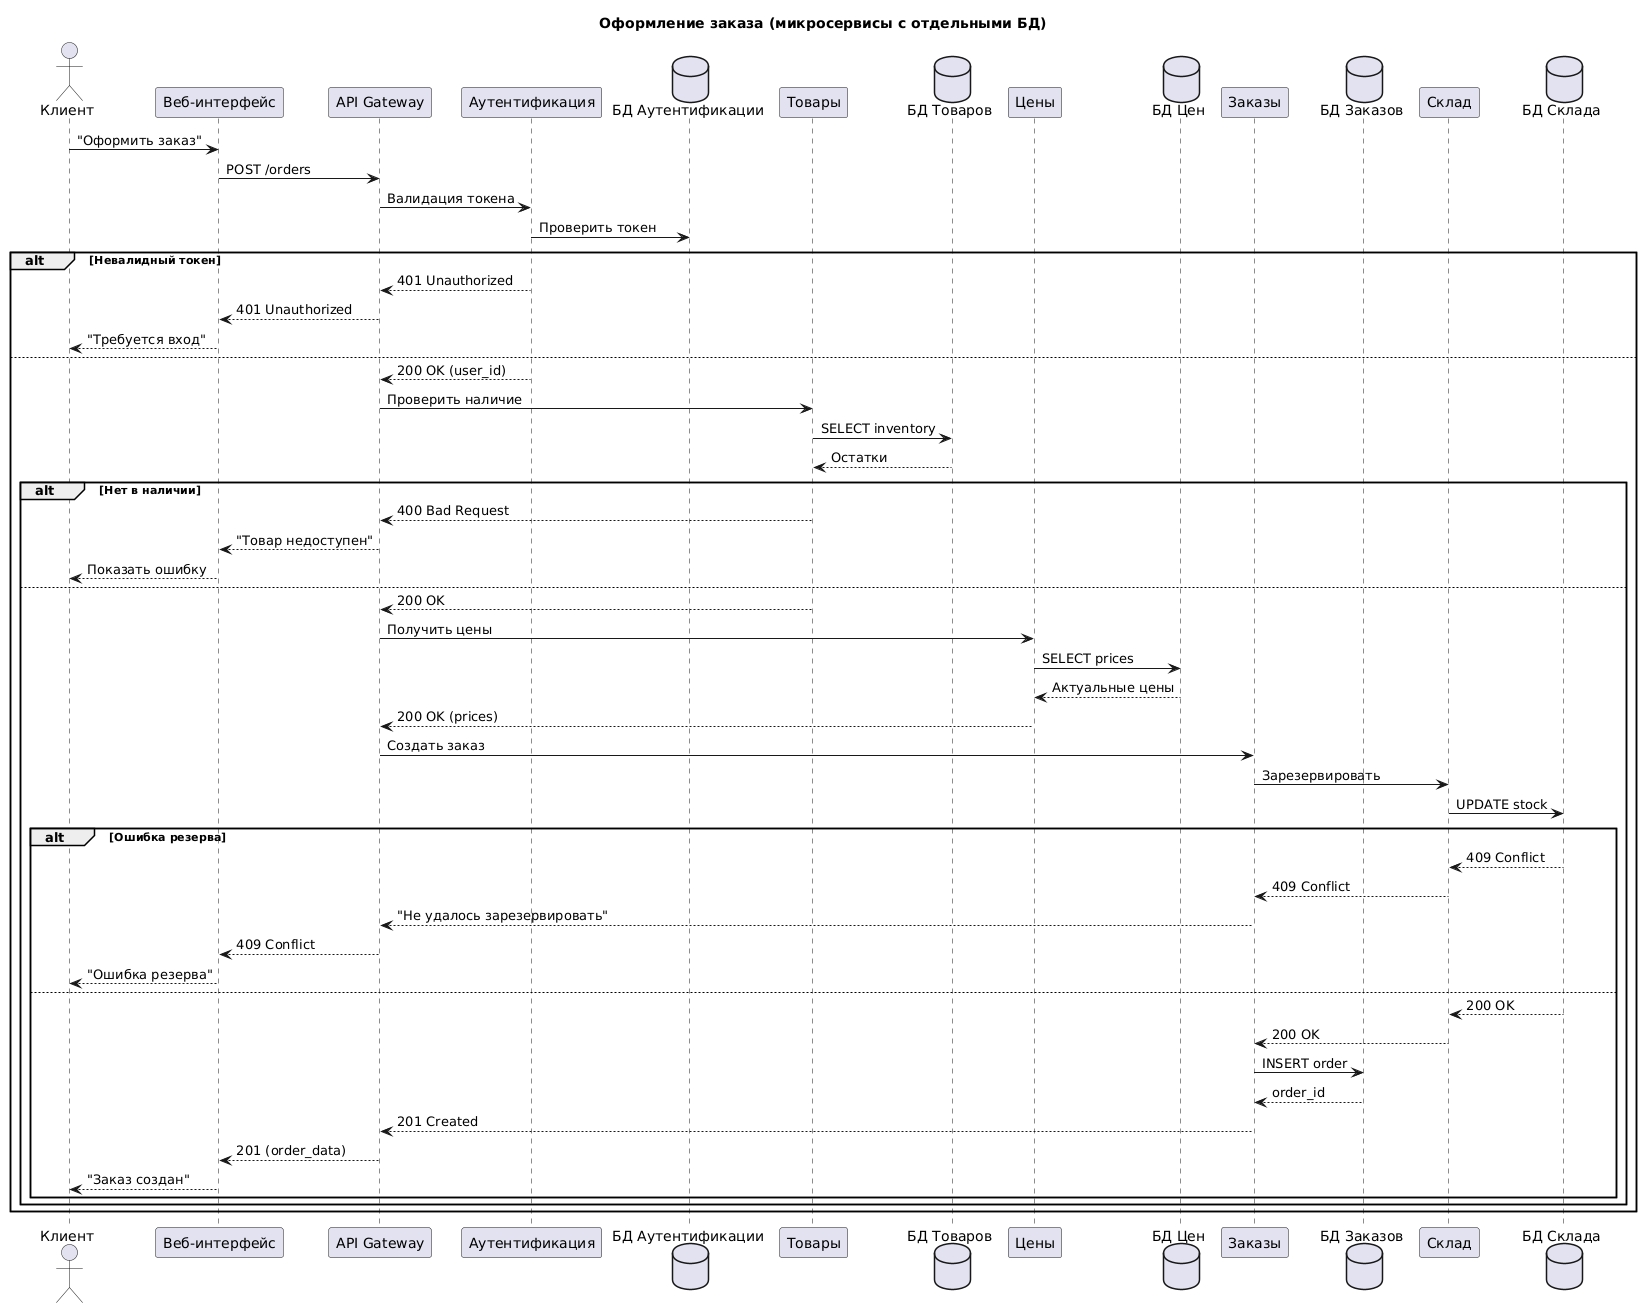 Оформление заказа (микросервисы с отдельными БД)
Клиент
Веб-интерфейс
API Gateway
Аутентификация
БД Аутентификации
Товары
БД Товаров
Цены
БД Цен
Заказы
БД Заказов
Склад
БД Склада
"Оформить заказ"
POST /orders
Валидация токена
Проверить токен
alt [Невалидный токен]
401 Unauthorized
401 Unauthorized
"Требуется вход"
200 OK (user_id)
Проверить наличие
SELECT inventory
Остатки
alt [Нет в наличии]
400 Bad Request
"Товар недоступен"
Показать ошибку
200 OK
Получить цены
SELECT prices
Актуальные цены
200 OK (prices)
Создать заказ
Зарезервировать
UPDATE stock
alt [Ошибка резерва]
409 Conflict
409 Conflict
"Не удалось зарезервировать"
409 Conflict
"Ошибка резерва"
200 OK
200 OK
INSERT order
order_id
201 Created
201 (order_data)
"Заказ создан"
Клиент
Веб-интерфейс
API Gateway
Аутентификация
БД Аутентификации
Товары
БД Товаров
Цены
БД Цен
Заказы
БД Заказов
Склад
БД Склада